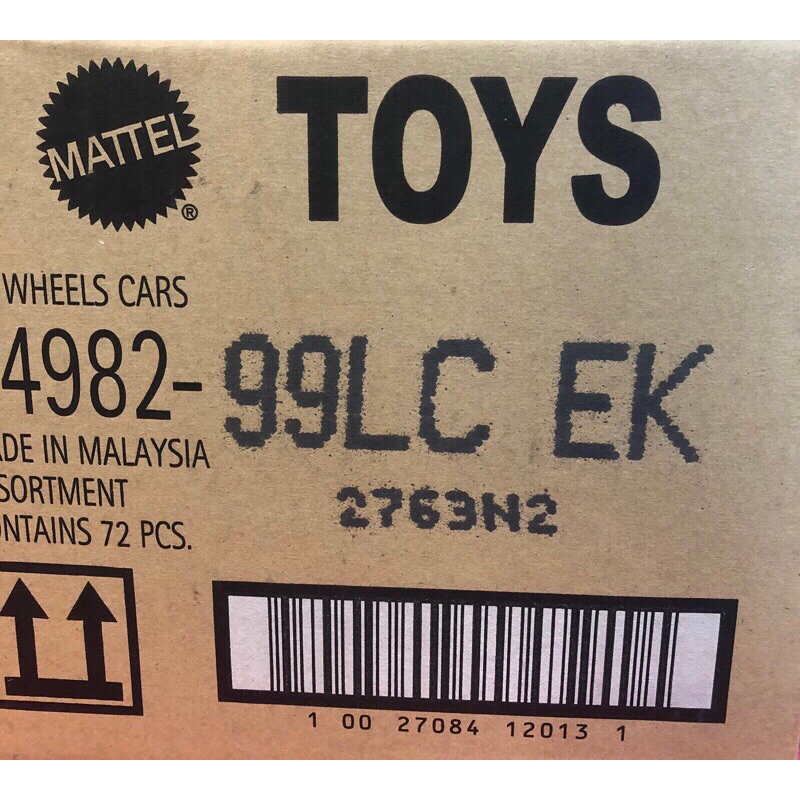 MATTEL
®
TOYS
WHEELS CARS
4982-99LC EK
ADE IN MALAYSIA
SORTMENT
ONTAINS 72 PCS.
2763N2
1 00 27084 12013 1